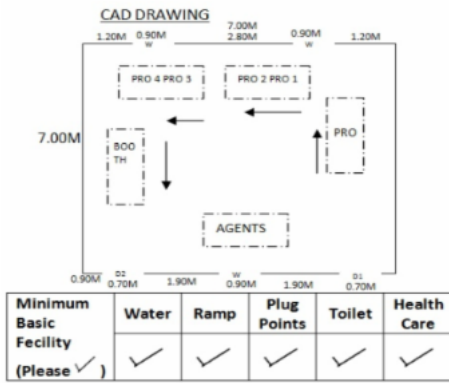 CAD DRAWING
7.00M
1.20M 0.90M 2.80M 0.90M 1.20M
W W
PRO 4 PRO 3 PRO 2 PRO 1
7.00M
BOO
TH
PRO
AGENTS
D2 W D1
0.90M 0.70M 1.90M 0.90M 1.90M 0.70M
Minimum
Basic
Fecility
(Please ✓ )
Water Ramp Plug Points Toilet Health Care
✓ ✓ ✓ ✓ ✓